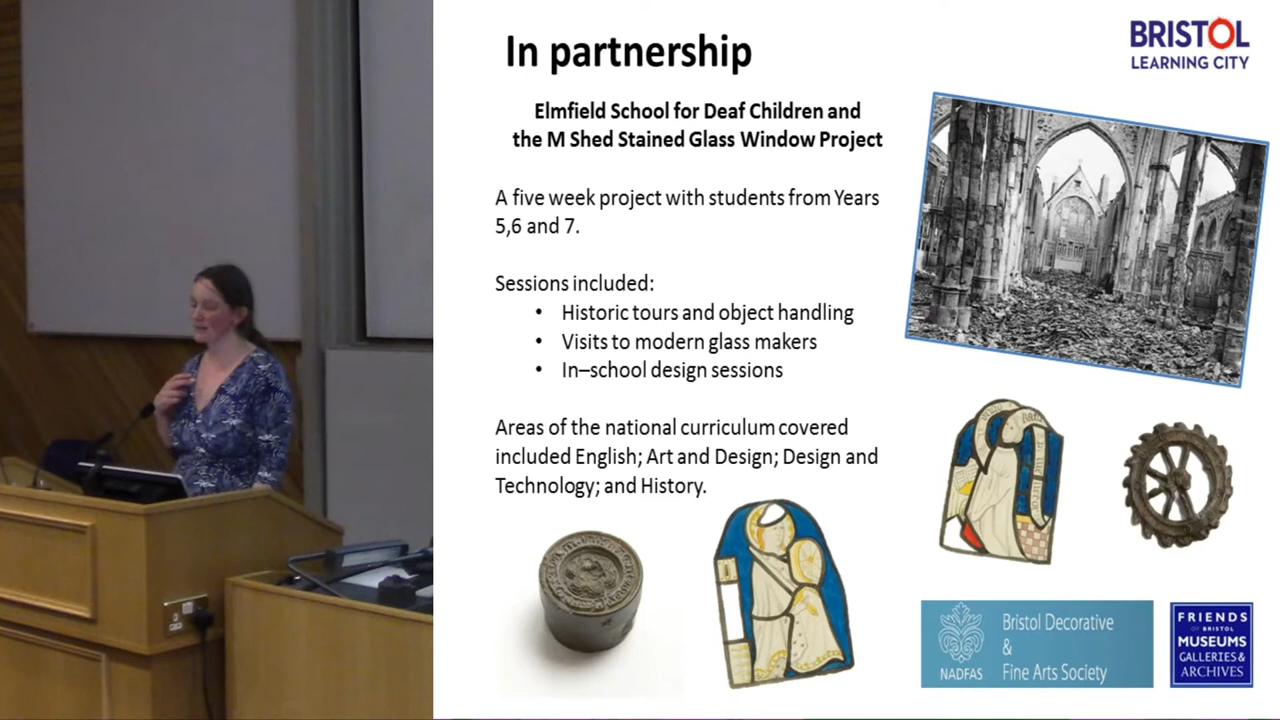 In partnership
BRISTOL
LEARNING CITY
Elmfield School for Deaf Children and
the M Shed Stained Glass Window Project
A five week project with students from Years
5,6 and 7.
Sessions included:
• Historic tours and object handling
• Visits to modern glass makers
• In–school design sessions
Areas of the national curriculum covered
included English; Art and Design; Design and
Technology; and History.
NADFAS
Bristol Decorative
&
Fine Arts Society
FRIENDS
OF BRISTOL
MUSEUMS
GALLERIES &
ARCHIVES